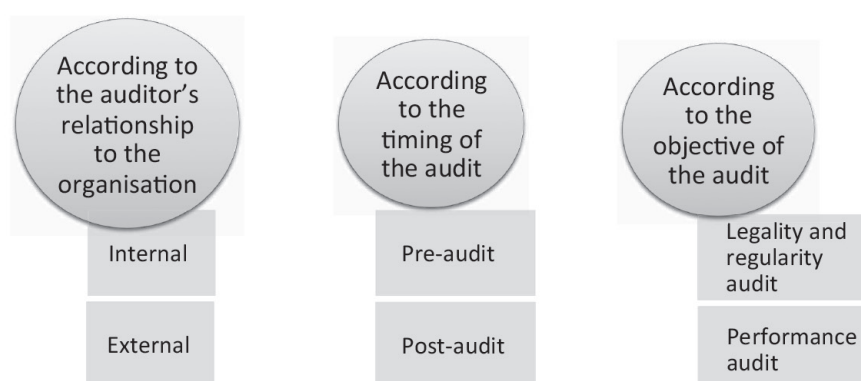 According to
the auditor's
relationship
to the
organisation
Internal
External
According
to the
timing of
the audit
Pre-audit
Post-audit
According
to the
objective of
the audit
Legality and
regularity
audit
Performance
audit